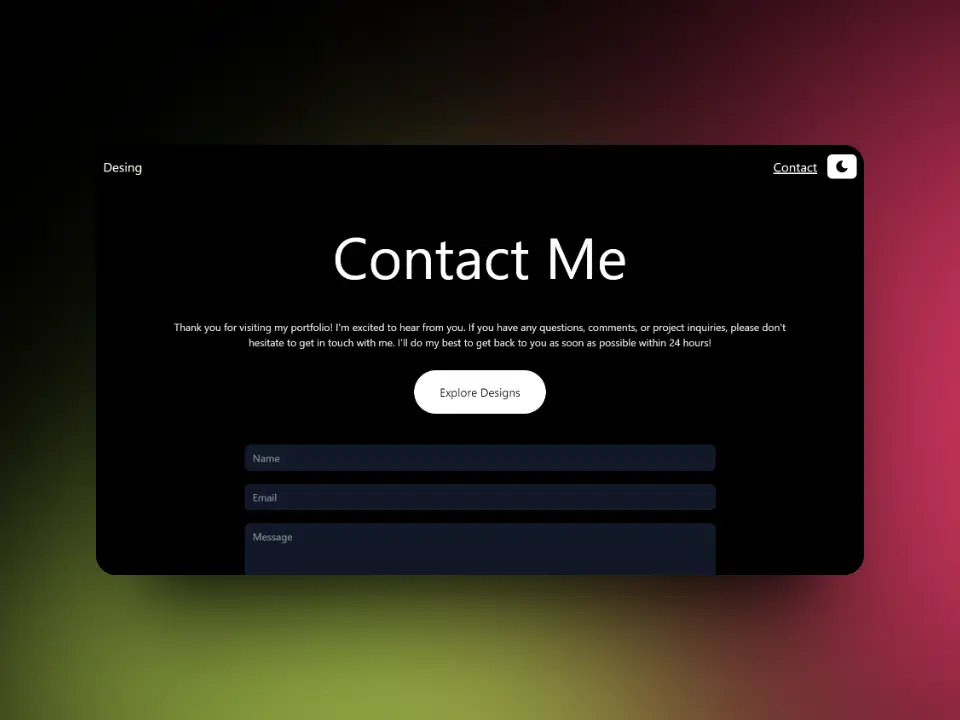 Desing
Contact
Contact Me
Thank you for visiting my portfolio! I'm excited to hear from you. If you have any questions, comments, or project inquiries, please don't
hesitate to get in touch with me. I'll do my best to get back to you as soon as possible within 24 hours!
Explore Designs
Name
Email
Message